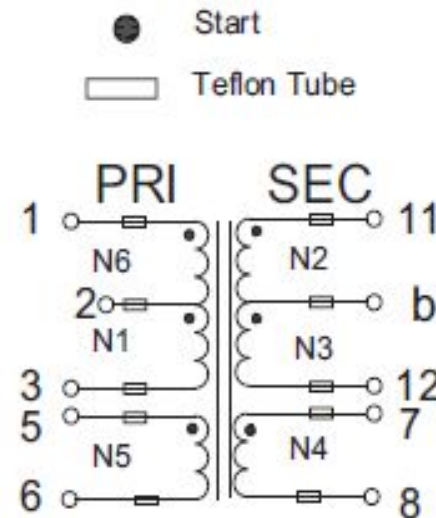 Start
Teflon Tube
PRI SEC
1 11
N6 N2
2 b
N1 N3
3 12
5 7
N5 N4
6 8